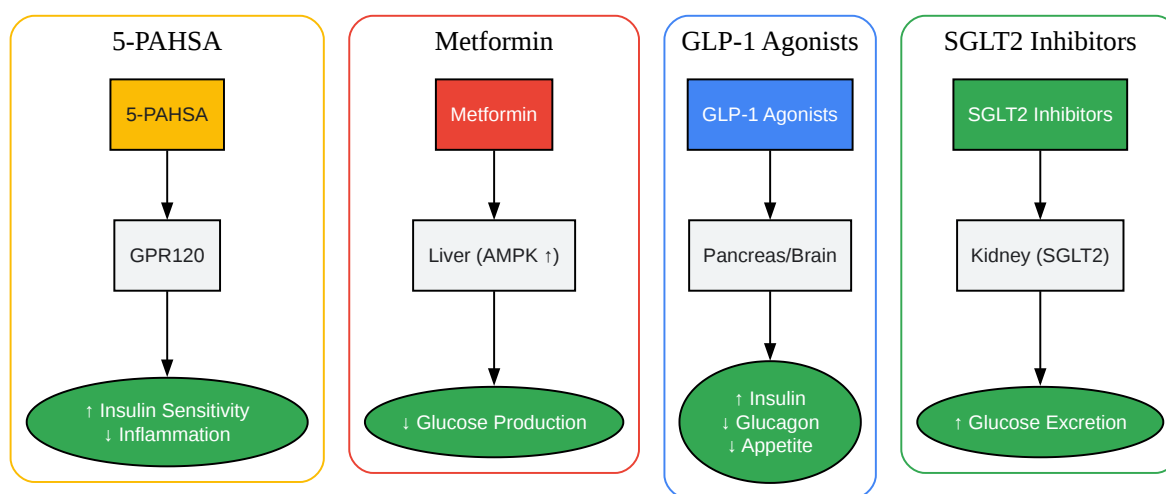 5-PAHSA
5-PAHSA
GPR120
↑ Insulin Sensitivity
↓ Inflammation
Metformin
Metformin
Liver (AMPK ↑)
↓ Glucose Production
GLP-1 Agonists
GLP-1 Agonists
Pancreas/Brain
↑ Insulin
↓ Glucagon
↓ Appetite
SGLT2 Inhibitors
SGLT2 Inhibitors
Kidney (SGLT2)
↑ Glucose Excretion